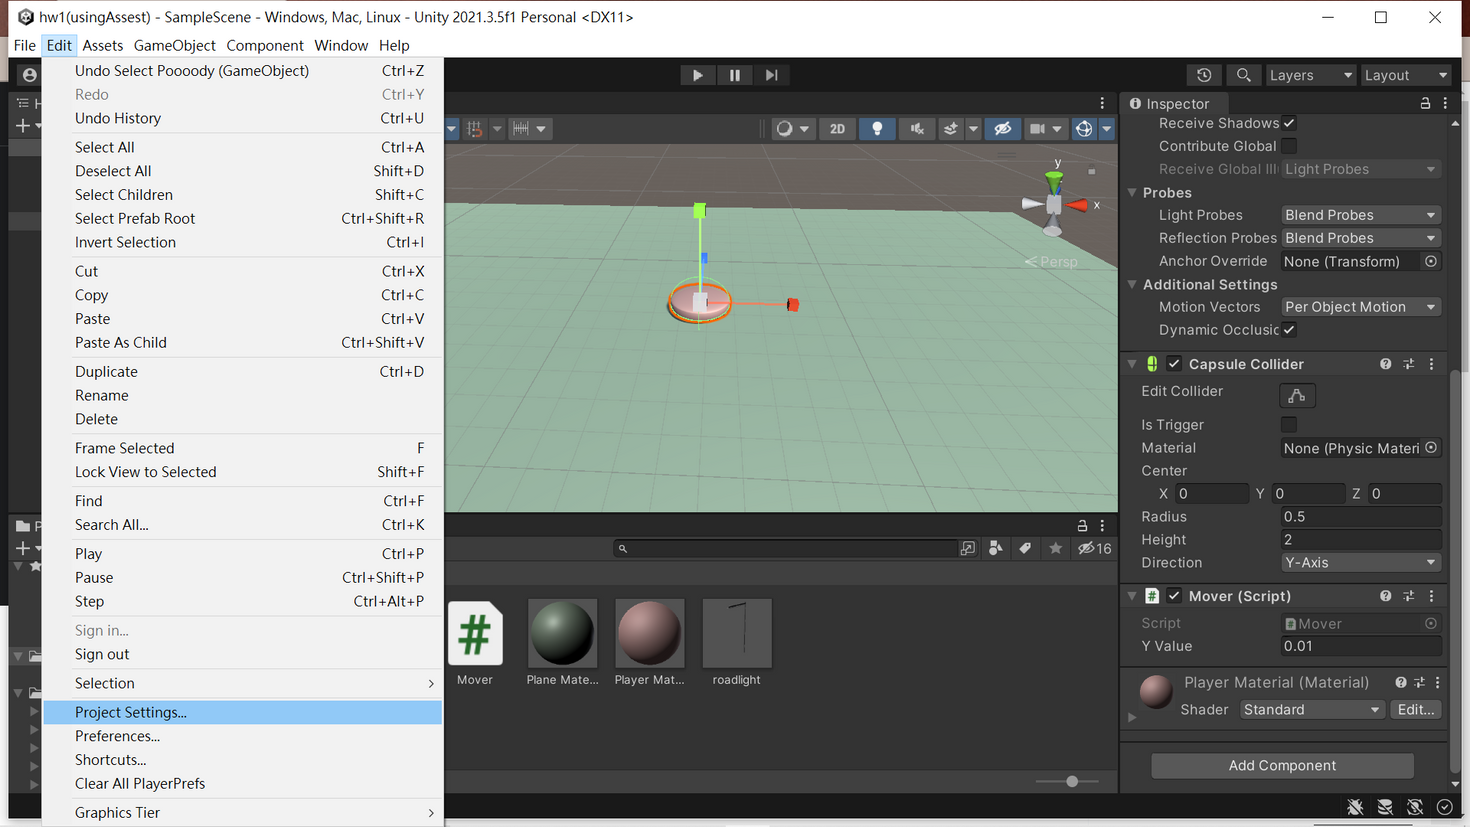 hw1(usingAssest) - SampleScene - Windows, Mac, Linux - Unity 2021.3.5f1 Personal <DX11>
File Edit Assets GameObject Component Window Help
Undo Select Poooody (GameObject) Ctrl+Z
Redo Ctrl+Y
Undo History Ctrl+U
Select All Ctrl+A
Deselect All Shift+D
Select Children Shift+C
Select Prefab Root Ctrl+Shift+R
Invert Selection Ctrl+I
Cut Ctrl+X
Copy Ctrl+C
Paste Ctrl+V
Paste As Child Ctrl+Shift+V
Duplicate Ctrl+D
Rename
Delete
Frame Selected F
Lock View to Selected Shift+F
Find Ctrl+F
Search All... Ctrl+K
Play Ctrl+P
Pause Ctrl+Shift+P
Step Ctrl+Alt+P
Sign in...
Sign out
Selection
Project Settings...
Preferences...
Shortcuts...
Clear All PlayerPrefs
Graphics Tier
H
P
Layers Layout
2D
y
x
Persp
16
Mover
Plane Mate...
Player Mat...
roadlight
Inspector
Receive Shadows
Contribute Global
Receive Global Ill Light Probes
Probes
Light Probes Blend Probes
Reflection Probes Blend Probes
Anchor Override None (Transform)
Additional Settings
Motion Vectors Per Object Motion
Dynamic Occlusic
Capsule Collider
Edit Collider
Is Trigger
Material None (Physic Materi
Center
X 0 Y 0 Z 0
Radius 0.5
Height 2
Direction Y-Axis
# Mover (Script)
Script # Mover
Y Value 0.01
Player Material (Material)
Shader Standard Edit...
Add Component